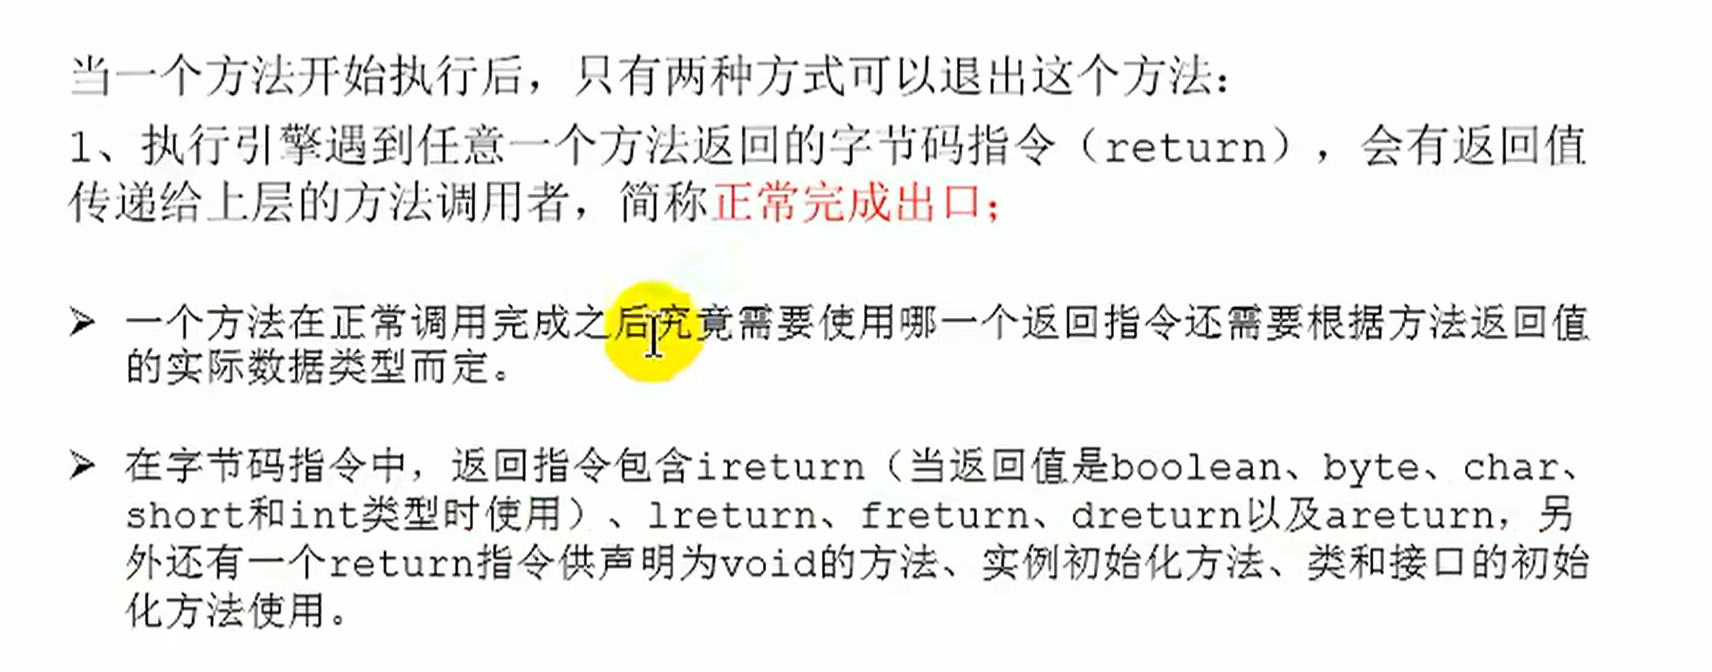 当一个方法开始执行后，只有两种方式可以退出这个方法：
1、执行引擎遇到任意一个方法返回的字节码指令（return），会有返回值
传递给上层的方法调用者，简称正常完成出口；
➢ 一个方法在正常调用完成之后究竟需要使用哪一个返回指令还需要根据方法返回值
的实际数据类型而定。
➢ 在字节码指令中，返回指令包含ireturn（当返回值是boolean、byte、char、
short和int类型时使用）、lreturn、freturn、dreturn以及areturn，另
外还有一个return指令供声明为void的方法、实例初始化方法、类和接口的初始
化方法使用。